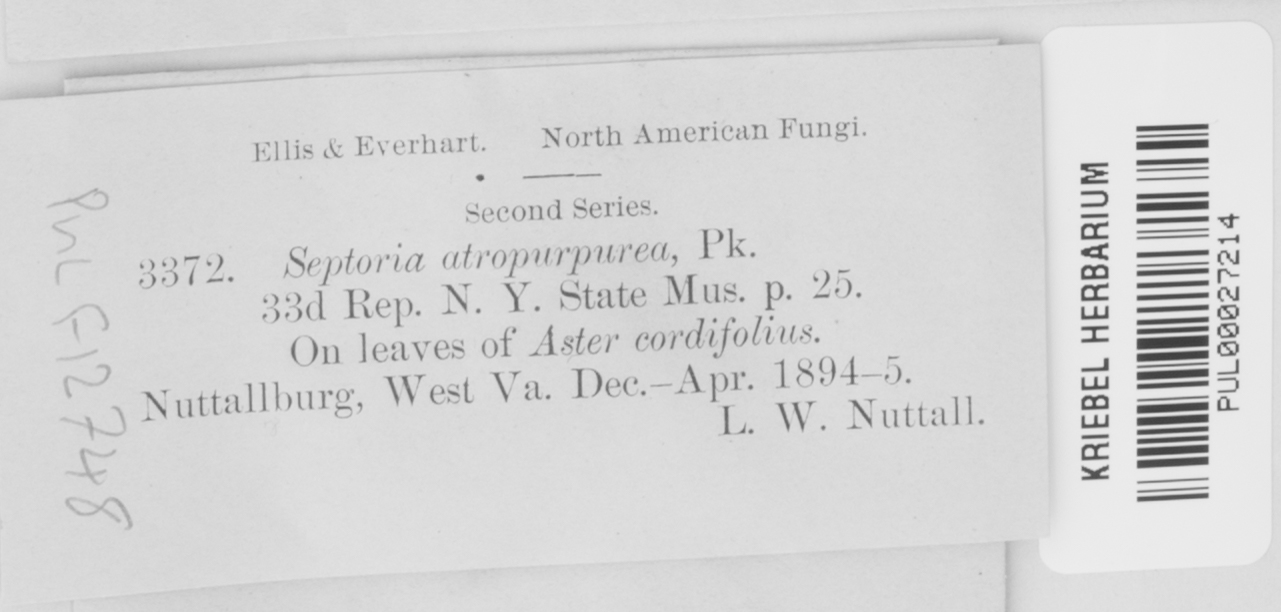 Ellis & Everhart. North American Fungi.
Second Series.
3372. Septoria atropurpurea, Pk.
33d Rep. N. Y. State Mus. p. 25.
On leaves of Aster cordifolius.
Nuttallburg, West Va. Dec.–Apr. 1894–5.
L. W. Nuttall.
PUL F-12748
KRIEBEL HERBARIUM
PUL00027214